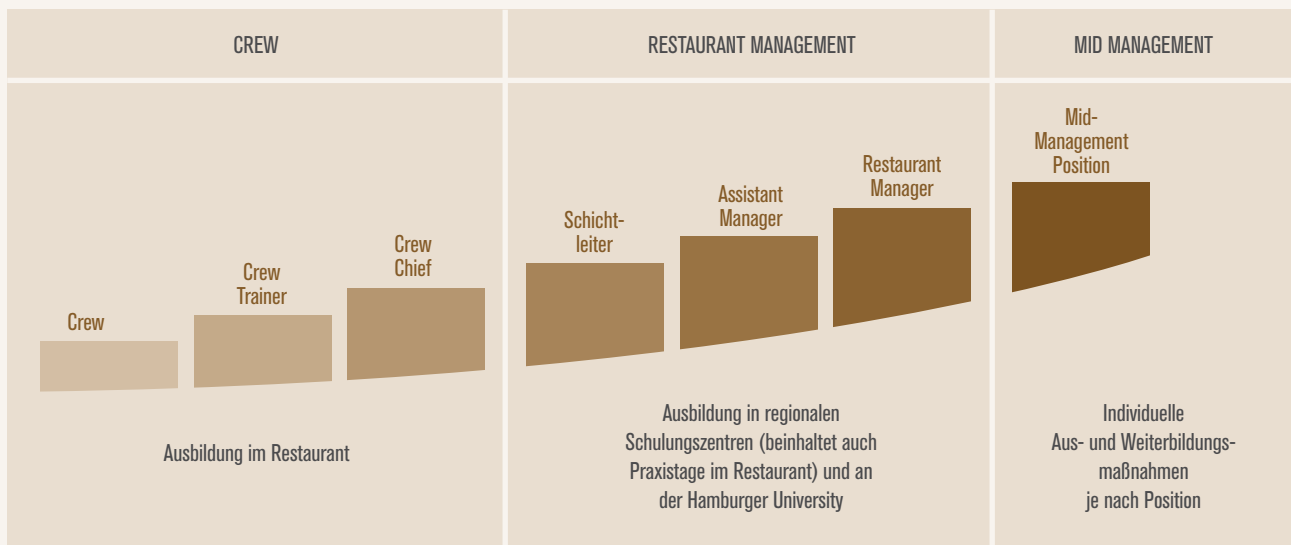 CREW
RESTAURANT MANAGEMENT
MID MANAGEMENT
Crew
Crew
Trainer
Crew
Chief
Schicht-
leiter
Assistant
Manager
Restaurant
Manager
Mid-
Management
Position
Ausbildung im Restaurant
Ausbildung in regionalen
Schulungszentren (beinhaltet auch
Praxistage im Restaurant) und an
der Hamburger University
Individuelle
Aus- und Weiterbildungs-
maßnahmen
je nach Position